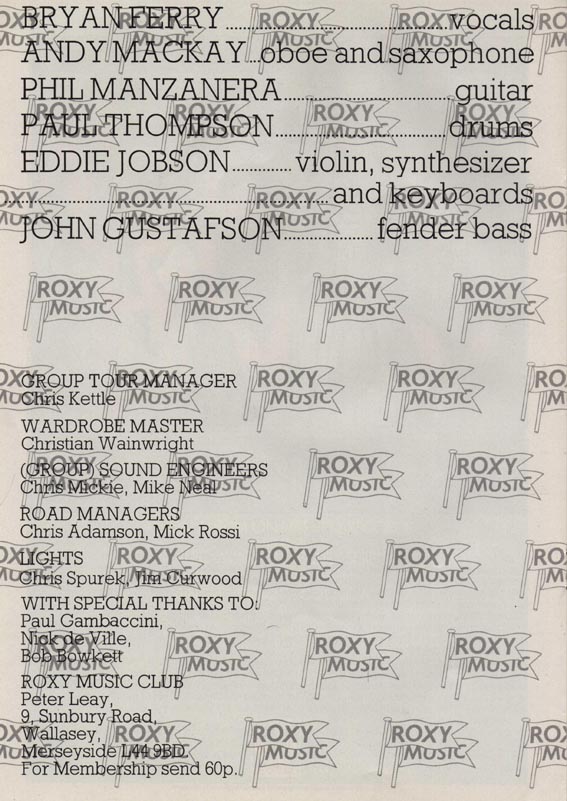 BRYAN FERRY..............................vocals
ANDY MACKAY..oboe and saxophone
PHIL MANZANERA......................guitar
PAUL THOMPSON......................drums
EDDIE JOBSON............ violin, synthesizer
.......................................................and keyboards
JOHN GUSTAFSON................fender bass
GROUP TOUR MANAGER
Chris Kettle
WARDROBE MASTER
Christian Wainwright
(GROUP) SOUND ENGINEERS
Chris Mickie, Mike Neal
ROAD MANAGERS
Chris Adamson, Mick Rossi
LIGHTS
Chris Spurek, Jim Curwood
WITH SPECIAL THANKS TO:
Paul Gambaccini,
Nick de Ville,
Bob Bowkett
ROXY MUSIC CLUB
Peter Leay,
9, Sunbury Road,
Wallasey,
Merseyside L44 9BD.
For Membership send 60p.
ROXY
MUSIC